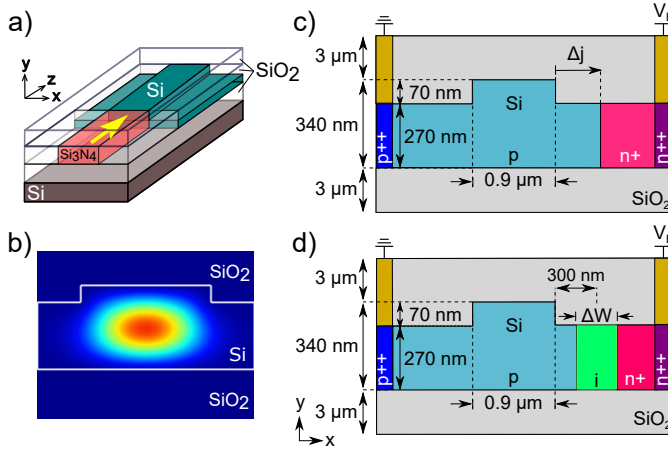 a)
y
z
x
Si
SiO2
Si3N4
Si
b)
SiO2
Si
SiO2
c)
3 µm
Δj
70 nm
Si
340 nm
270 nm
p++
p
n+
n++
0.9 µm
3 µm
SiO2
d)
3 µm
300 nm
70 nm
Si
ΔW
340 nm
270 nm
p++
p
i
n+
n++
0.9 µm
3 µm
SiO2
y
x